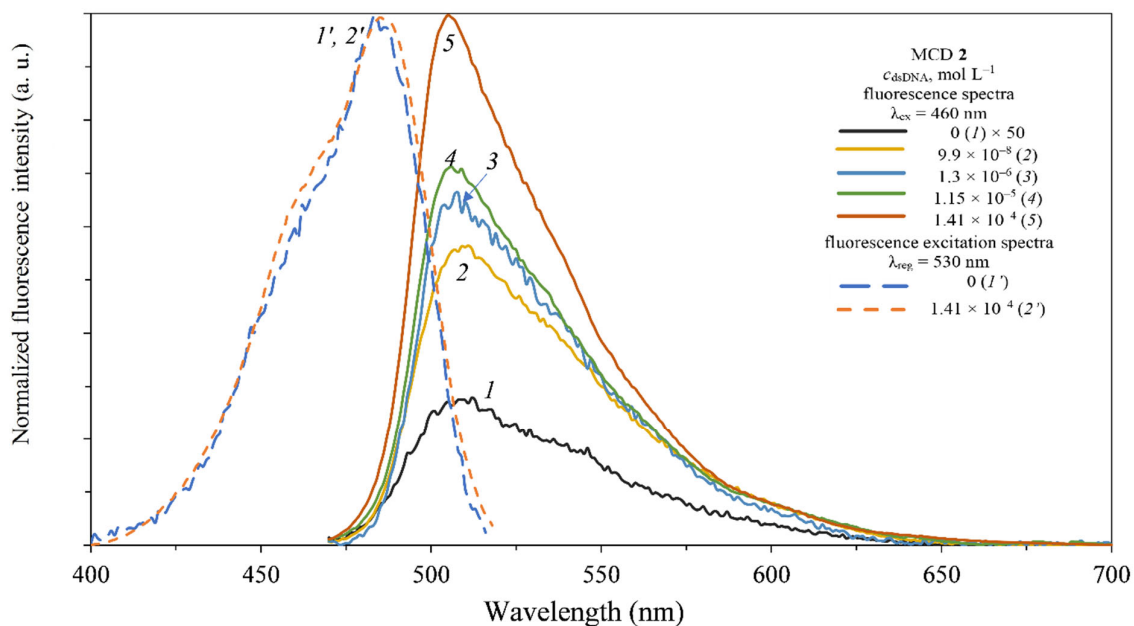 Normalized fluorescence intensity (a. u.)
1', 2'
5
4
3
2
1
MCD 2
c dsDNA, mol L⁻¹
fluorescence spectra
λex = 460 nm
0 (1) × 50
9.9 × 10⁻⁸ (2)
1.3 × 10⁻⁶ (3)
1.15 × 10⁻⁵ (4)
1.41 × 10⁻⁴ (5)
fluorescence excitation spectra
λreg = 530 nm
0 (1')
1.41 × 10⁻⁴ (2')
400
450
500
550
600
650
700
Wavelength (nm)